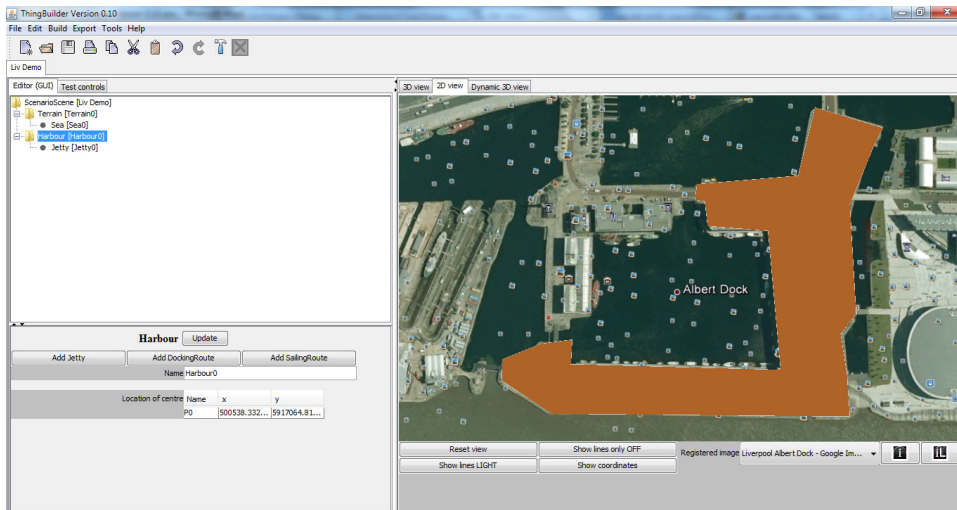 ThingBuilder Version 0.10
File Edit Build Export Tools Help
Liv Demo
Editor (GUI) Test controls
3D view 2D view Dynamic 3D view
ScenarioScene [Liv Demo]
Terrain [Terrain0]
Sea [Sea0]
Harbour [Harbour0]
Jetty [Jetty0]
Albert Dock
Harbour Update
Add Jetty Add DockingRoute Add SailingRoute
Name Harbour0
Location of centre Name x y
P0 500538.332... 5917064.81...
Reset view Show lines only OFF Registered image Liverpool Albert Dock - Google Im... i iL
Show lines LIGHT Show coordinates